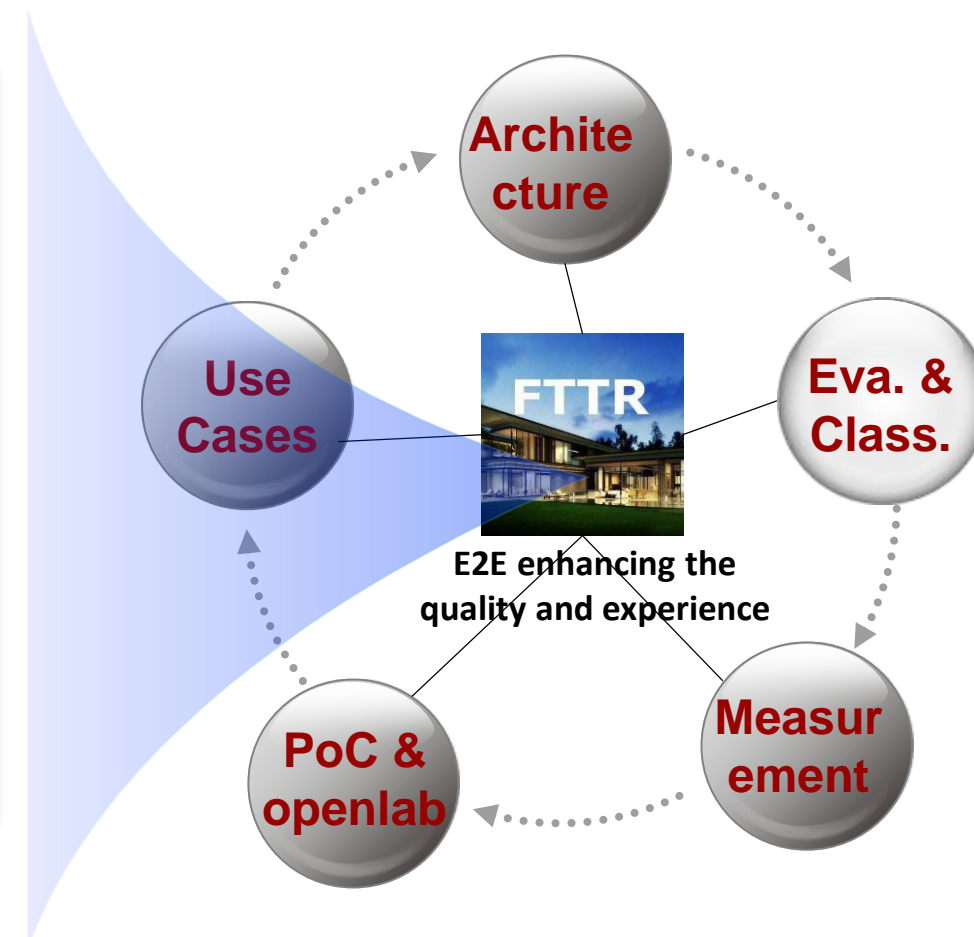 Archite
cture
Use
Cases
FTTR
Eva. &
Class.
E2E enhancing the
quality and experience
PoC &
openlab
Measur
ement